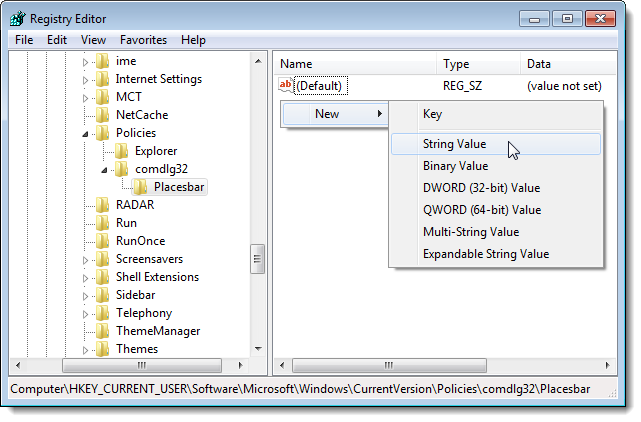 Registry Editor
File Edit View Favorites Help
ime
Internet Settings
MCT
NetCache
Policies
Explorer
comdlg32
Placesbar
RADAR
Run
RunOnce
Screensavers
Shell Extensions
Sidebar
Telephony
ThemeManager
Themes
Name Type Data
ab (Default) REG_SZ (value not set)
New
Key
String Value
Binary Value
DWORD (32-bit) Value
QWORD (64-bit) Value
Multi-String Value
Expandable String Value
Computer\HKEY_CURRENT_USER\Software\Microsoft\Windows\CurrentVersion\Policies\comdlg32\Placesbar